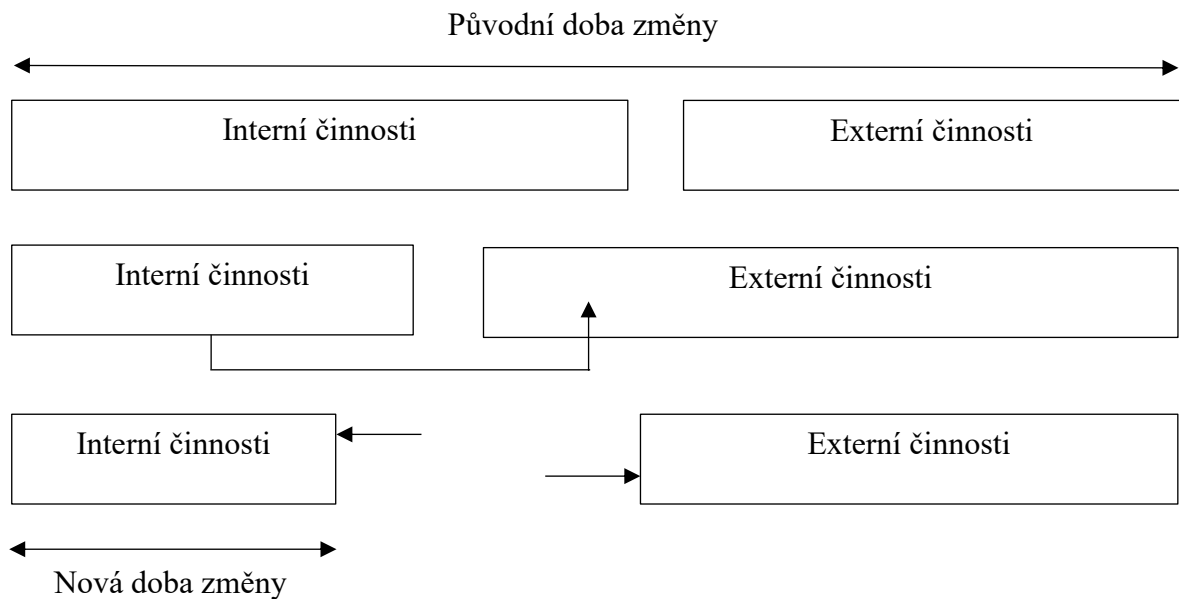 Původní doba změny
Interní činnosti
Externí činnosti
Interní činnosti
Externí činnosti
Interní činnosti
Externí činnosti
Nová doba změny